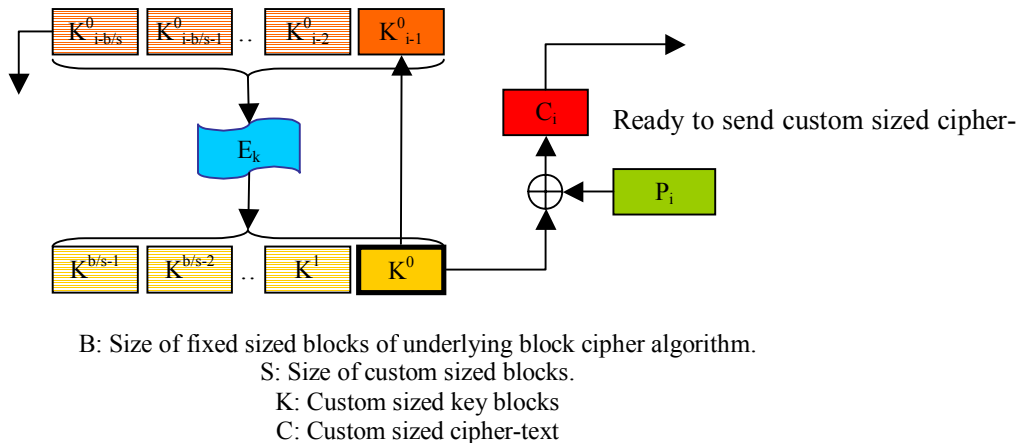 K⁰ᵢ₋b/s K⁰ᵢ₋b/s₋₁ .. K⁰ᵢ₋₂ K⁰ᵢ₋₁
Cᵢ
Ready to send custom sized cipher-
Eₖ
Pᵢ
K^b/s-1 K^b/s-2 .. K¹ K⁰
B: Size of fixed sized blocks of underlying block cipher algorithm.
S: Size of custom sized blocks.
K: Custom sized key blocks
C: Custom sized cipher-text